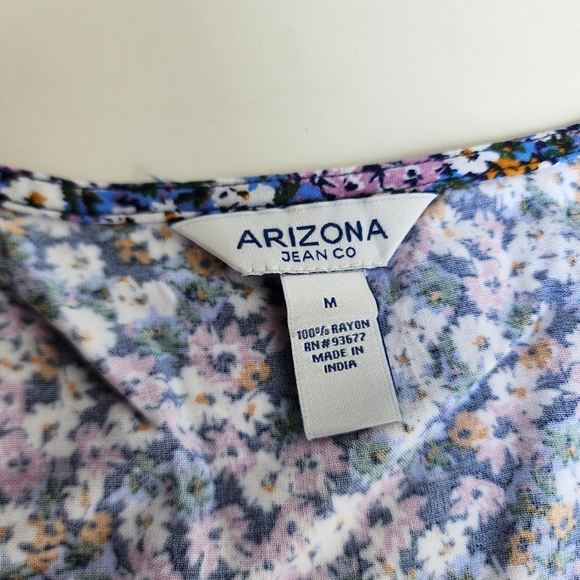 ARIZONA
JEAN CO
M
100% RAYON
RN#93677
MADE IN
INDIA